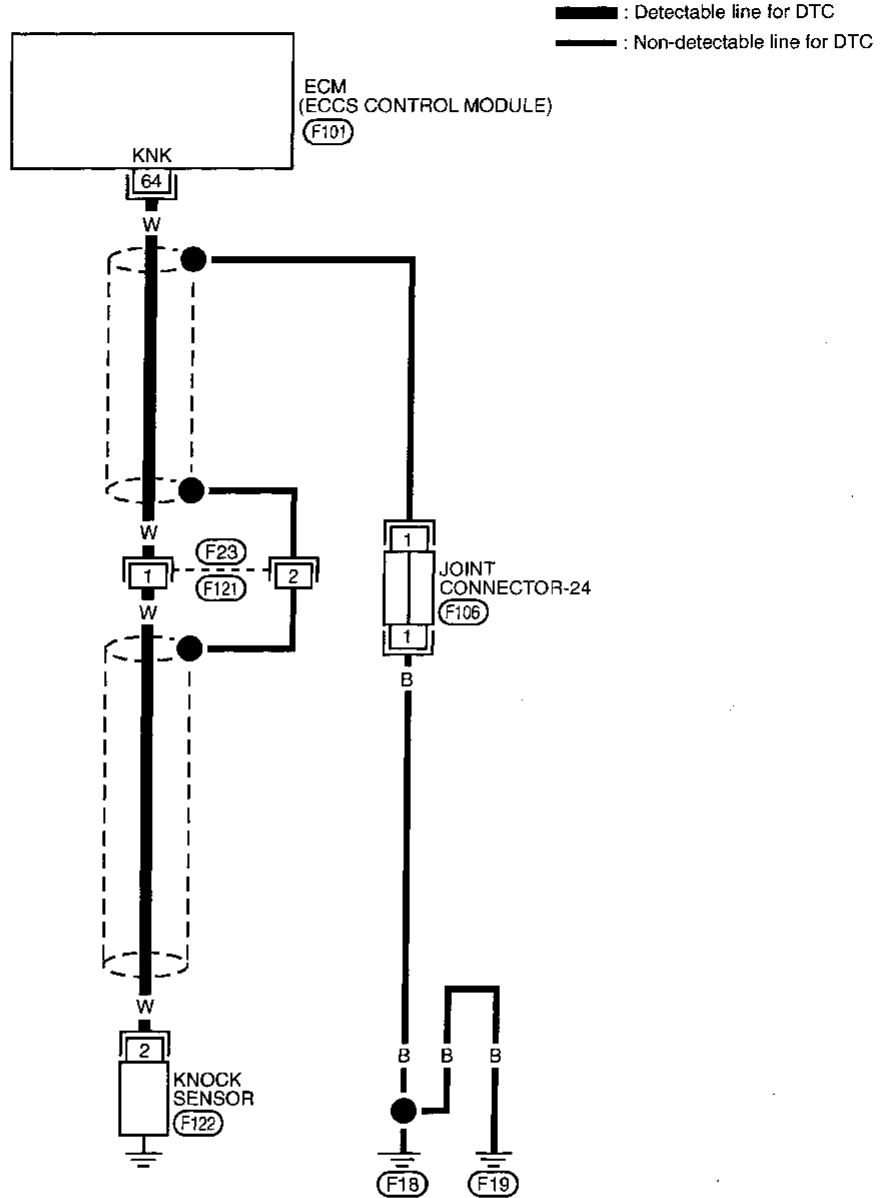 : Detectable line for DTC
: Non-detectable line for DTC
ECM
(ECCS CONTROL MODULE)
F101
KNK
64
W
W
F23
1
2
F121
W
1
JOINT
CONNECTOR-24
F106
1
B
W
B
B
B
2
KNOCK
SENSOR
F122
F18
F19